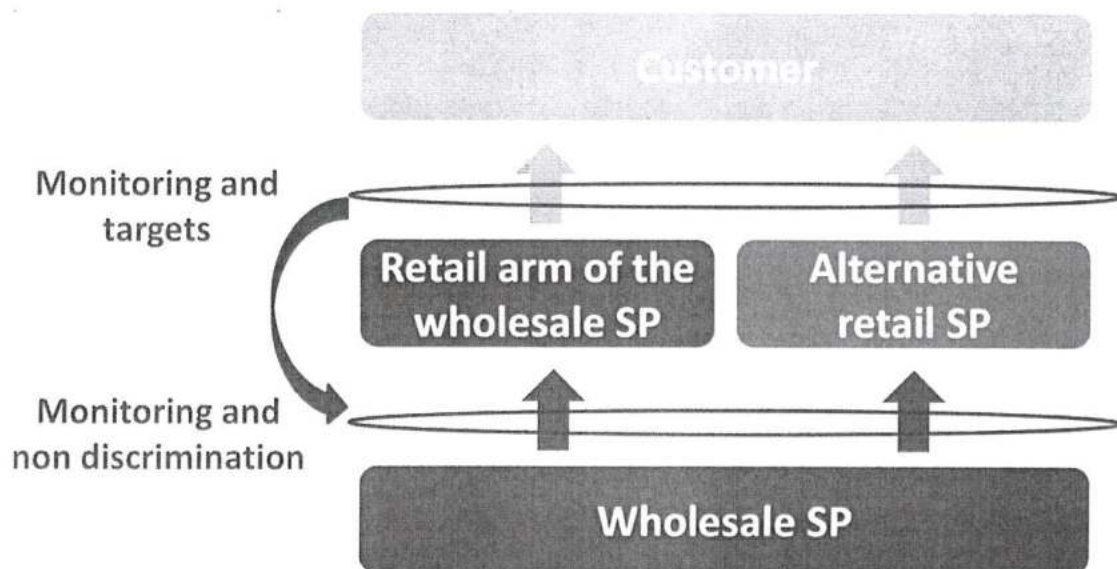 Customer
Monitoring and
targets
Retail arm of the
wholesale SP
Alternative
retail SP
Monitoring and
non discrimination
Wholesale SP